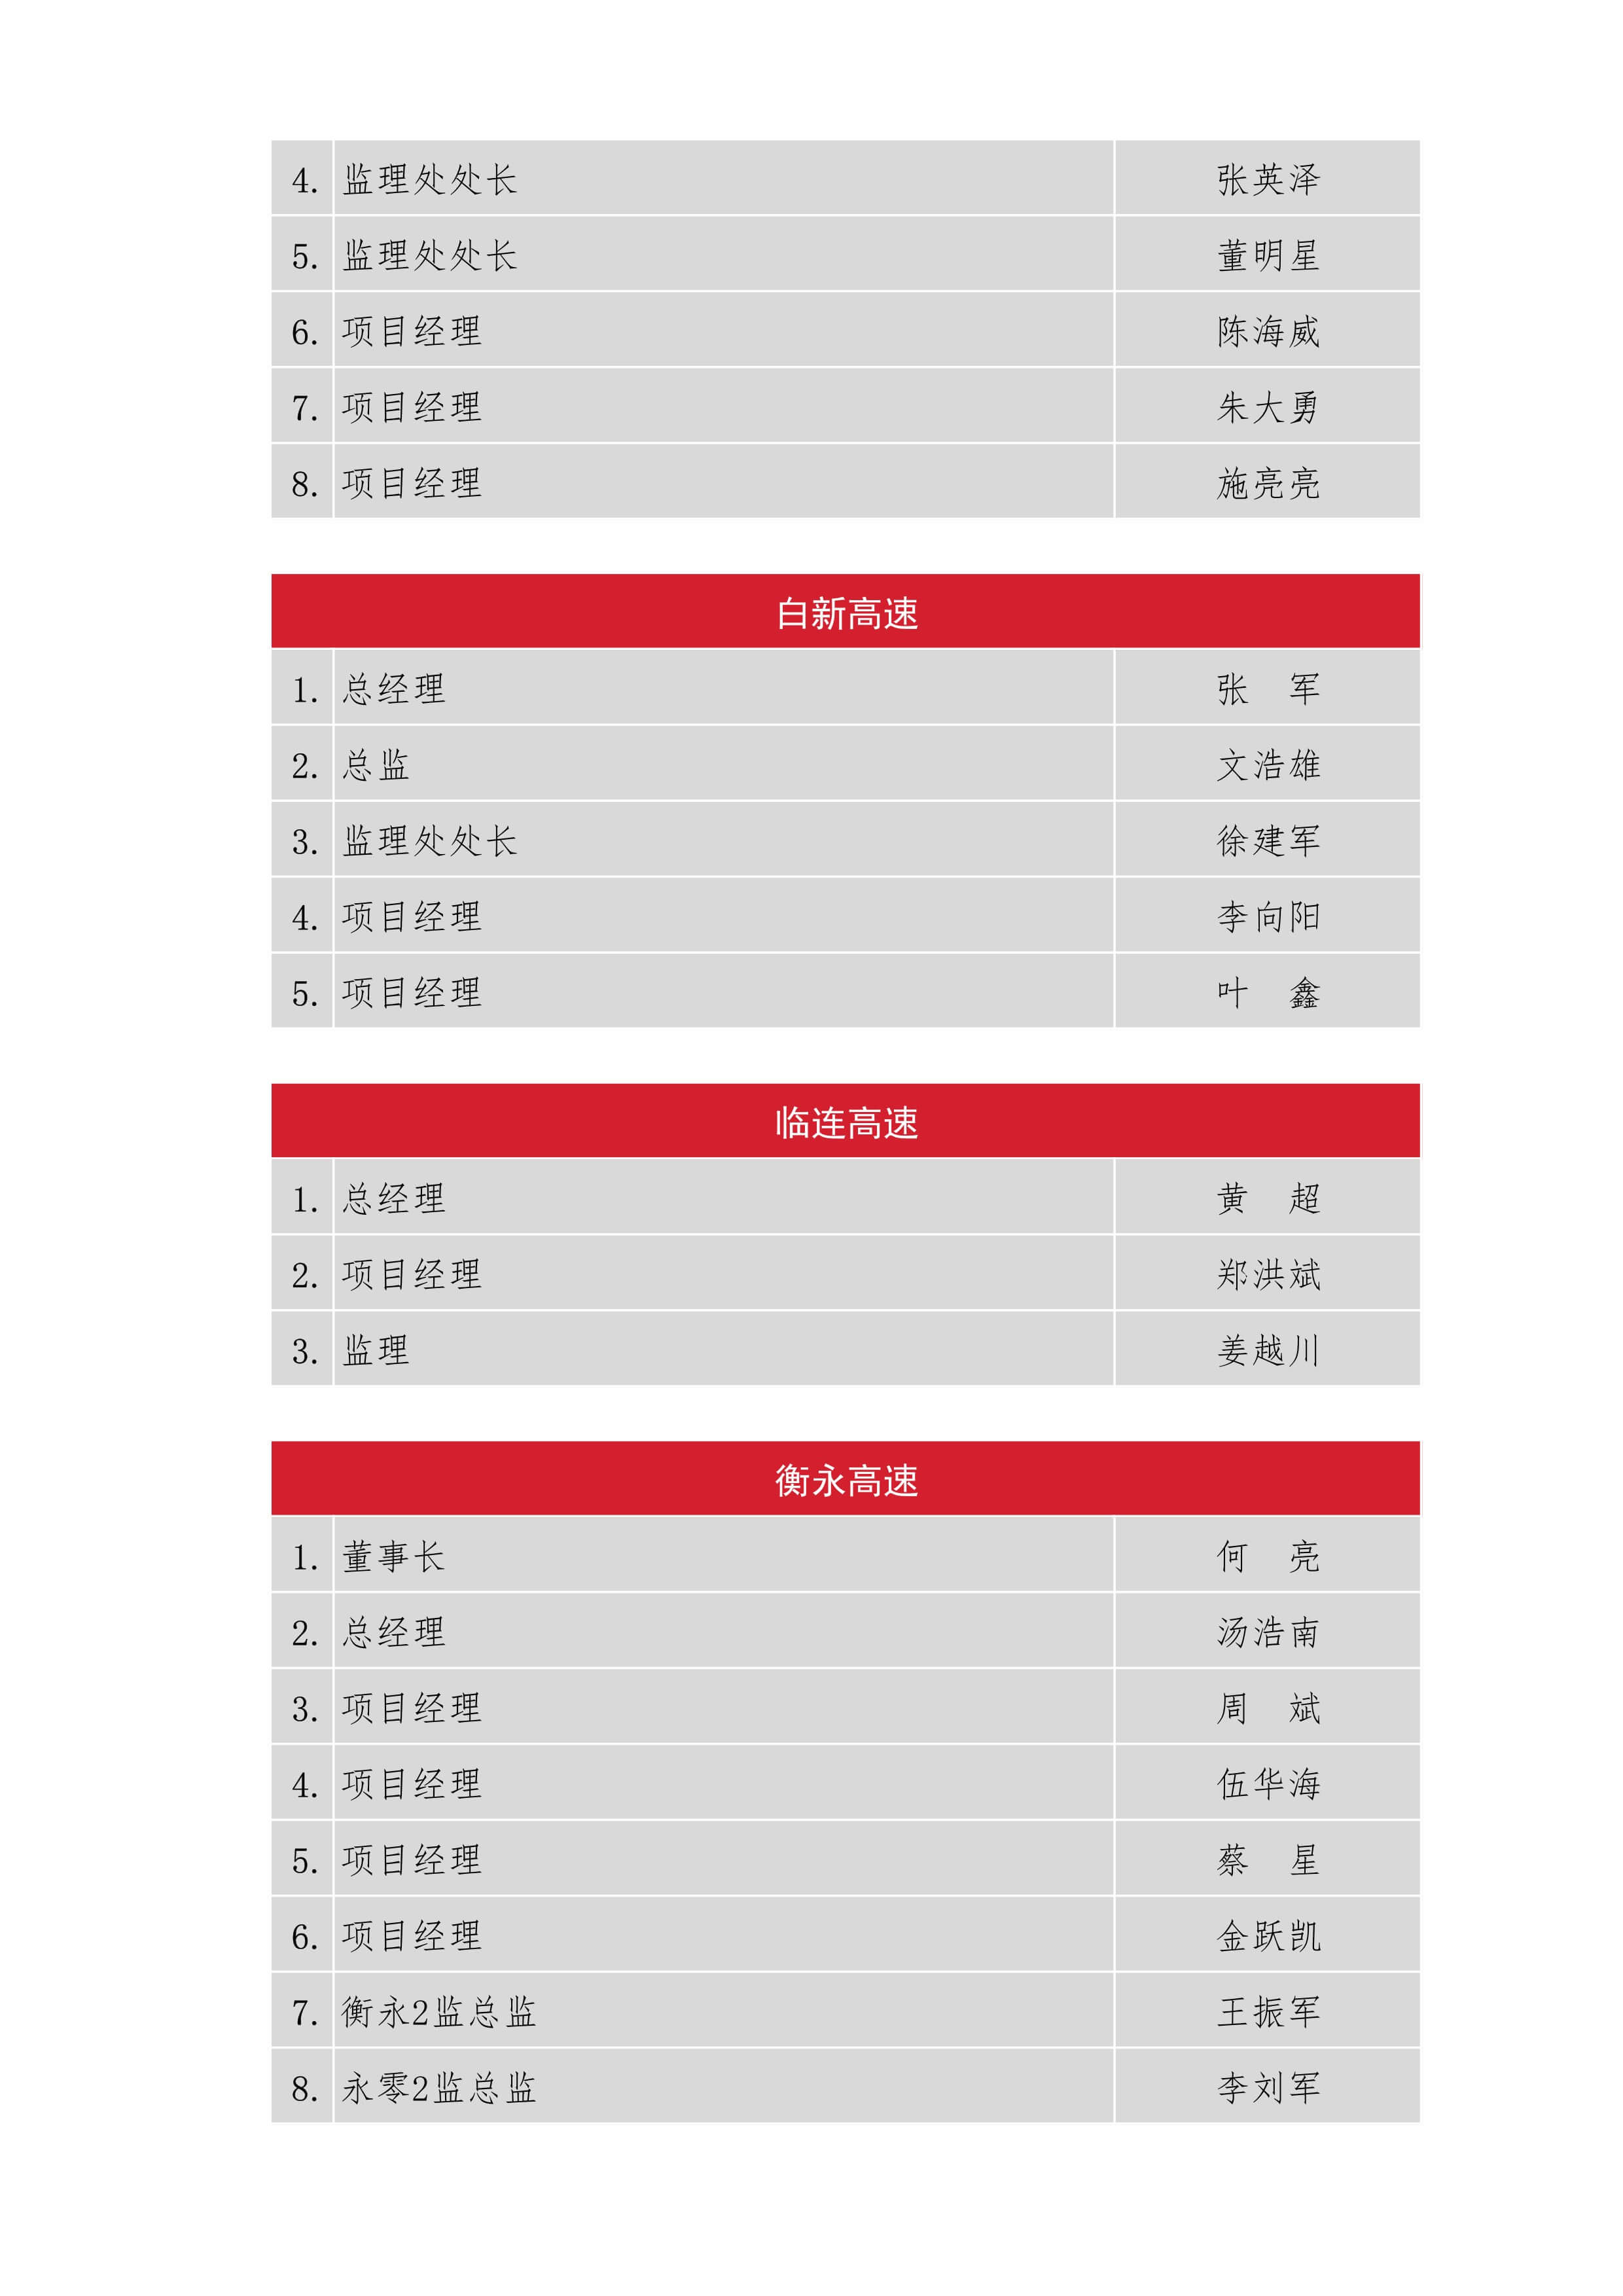 4. 监理处处长 张英泽
5. 监理处处长 董明星
6. 项目经理 陈海威
7. 项目经理 朱大勇
8. 项目经理 施亮亮
白新高速
1. 总经理 张　军
2. 总监 文浩雄
3. 监理处处长 徐建军
4. 项目经理 李向阳
5. 项目经理 叶　鑫
临连高速
1. 总经理 黄　超
2. 项目经理 郑洪斌
3. 监理 姜越川
衡永高速
1. 董事长 何　亮
2. 总经理 汤浩南
3. 项目经理 周　斌
4. 项目经理 伍华海
5. 项目经理 蔡　星
6. 项目经理 金跃凯
7. 衡永2监总监 王振军
8. 永零2监总监 李刘军